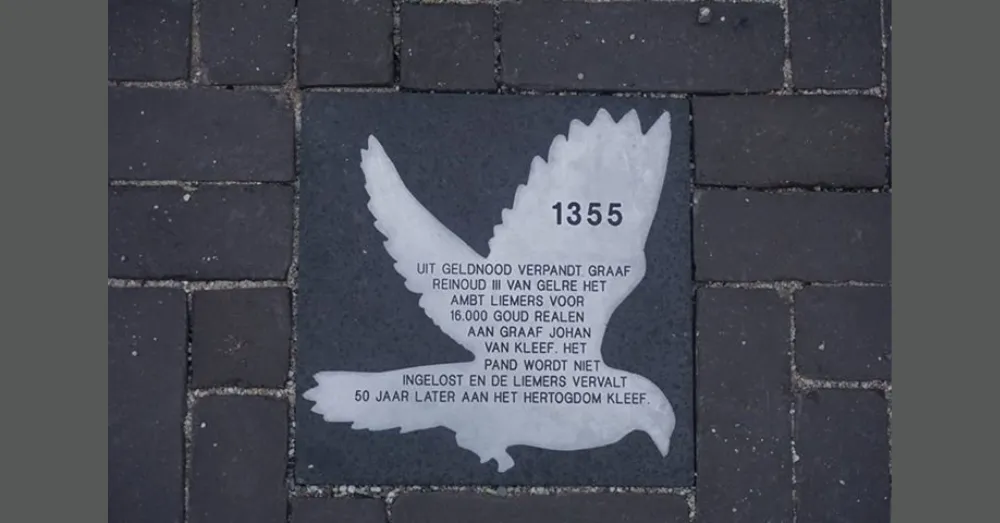 1355
UIT GELDNOOD VERPANDT GRAAF
REINOUD III VAN GELRE HET
AMBT LIEMERS VOOR
16.000 GOUD REALEN
AAN GRAAF JOHAN
VAN KLEEF. HET
PAND WORDT NIET
INGELOST EN DE LIEMERS VERVALT
50 JAAR LATER AAN HET HERTOGDOM KLEEF.